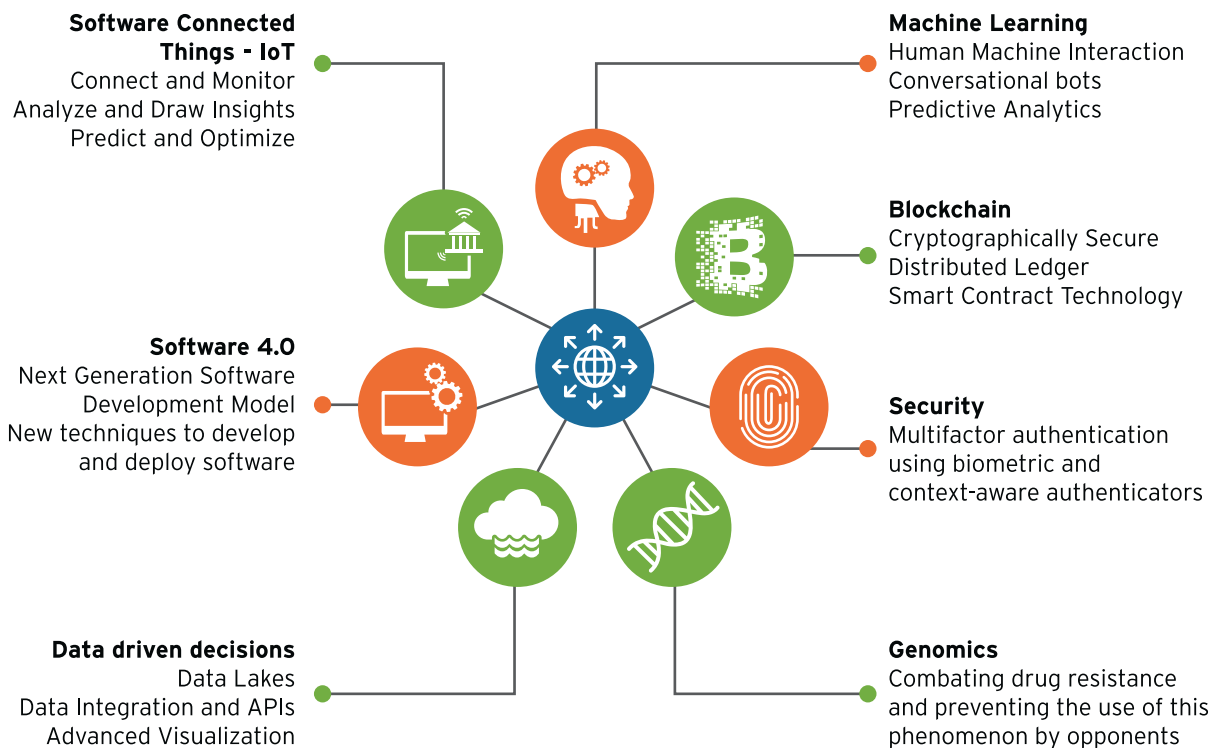 Software Connected
Things - IoT
Connect and Monitor
Analyze and Draw Insights
Predict and Optimize
Machine Learning
Human Machine Interaction
Conversational bots
Predictive Analytics
Blockchain
Cryptographically Secure
Distributed Ledger
Smart Contract Technology
Software 4.0
Next Generation Software
Development Model
New techniques to develop
and deploy software
Security
Multifactor authentication
using biometric and
context-aware authenticators
Data driven decisions
Data Lakes
Data Integration and APIs
Advanced Visualization
Genomics
Combating drug resistance
and preventing the use of this
phenomenon by opponents